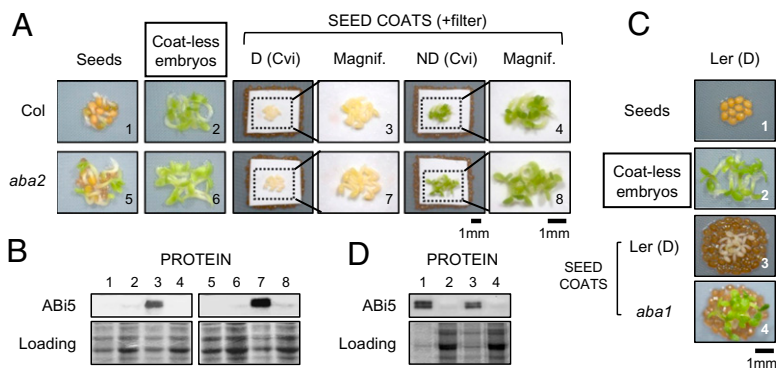 A
SEED COATS (+filter)
Seeds
Coat-less
embryos
D (Cvi)
Magnif.
ND (Cvi)
Magnif.
Col
1
2
3
4
aba2
5
6
7
8
1mm
1mm
B
PROTEIN
1 2 3 4 5 6 7 8
ABi5
Loading
D
PROTEIN
1 2 3 4
ABi5
Loading
C
Ler (D)
Seeds
1
Coat-less
embryos
2
SEED
COATS
Ler (D)
3
aba1
4
1mm